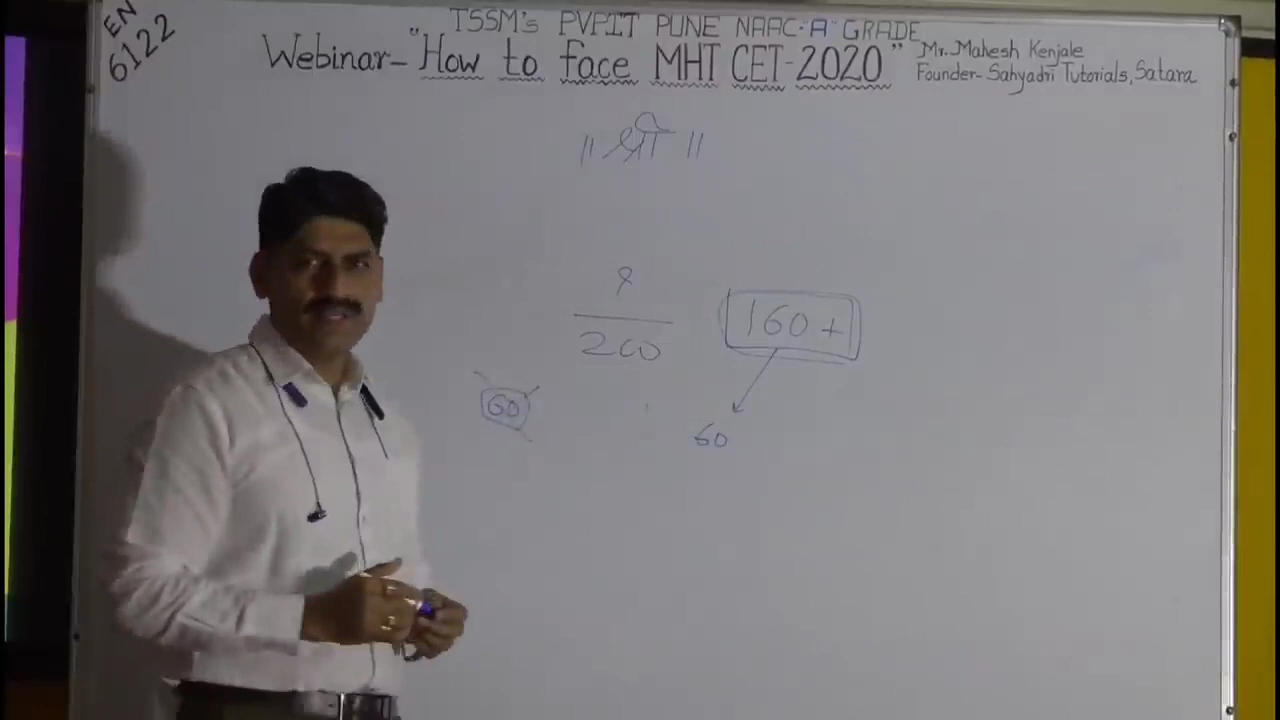 EN
6122
TSSM's PVPIT PUNE NAAC-A GRADE
Webinar- "How to face MHT CET-2020"
Mr. Mahesh Kenjale
Founder- Sahyadri Tutorials, Satara
॥ श्री ॥
200
160+
60
60